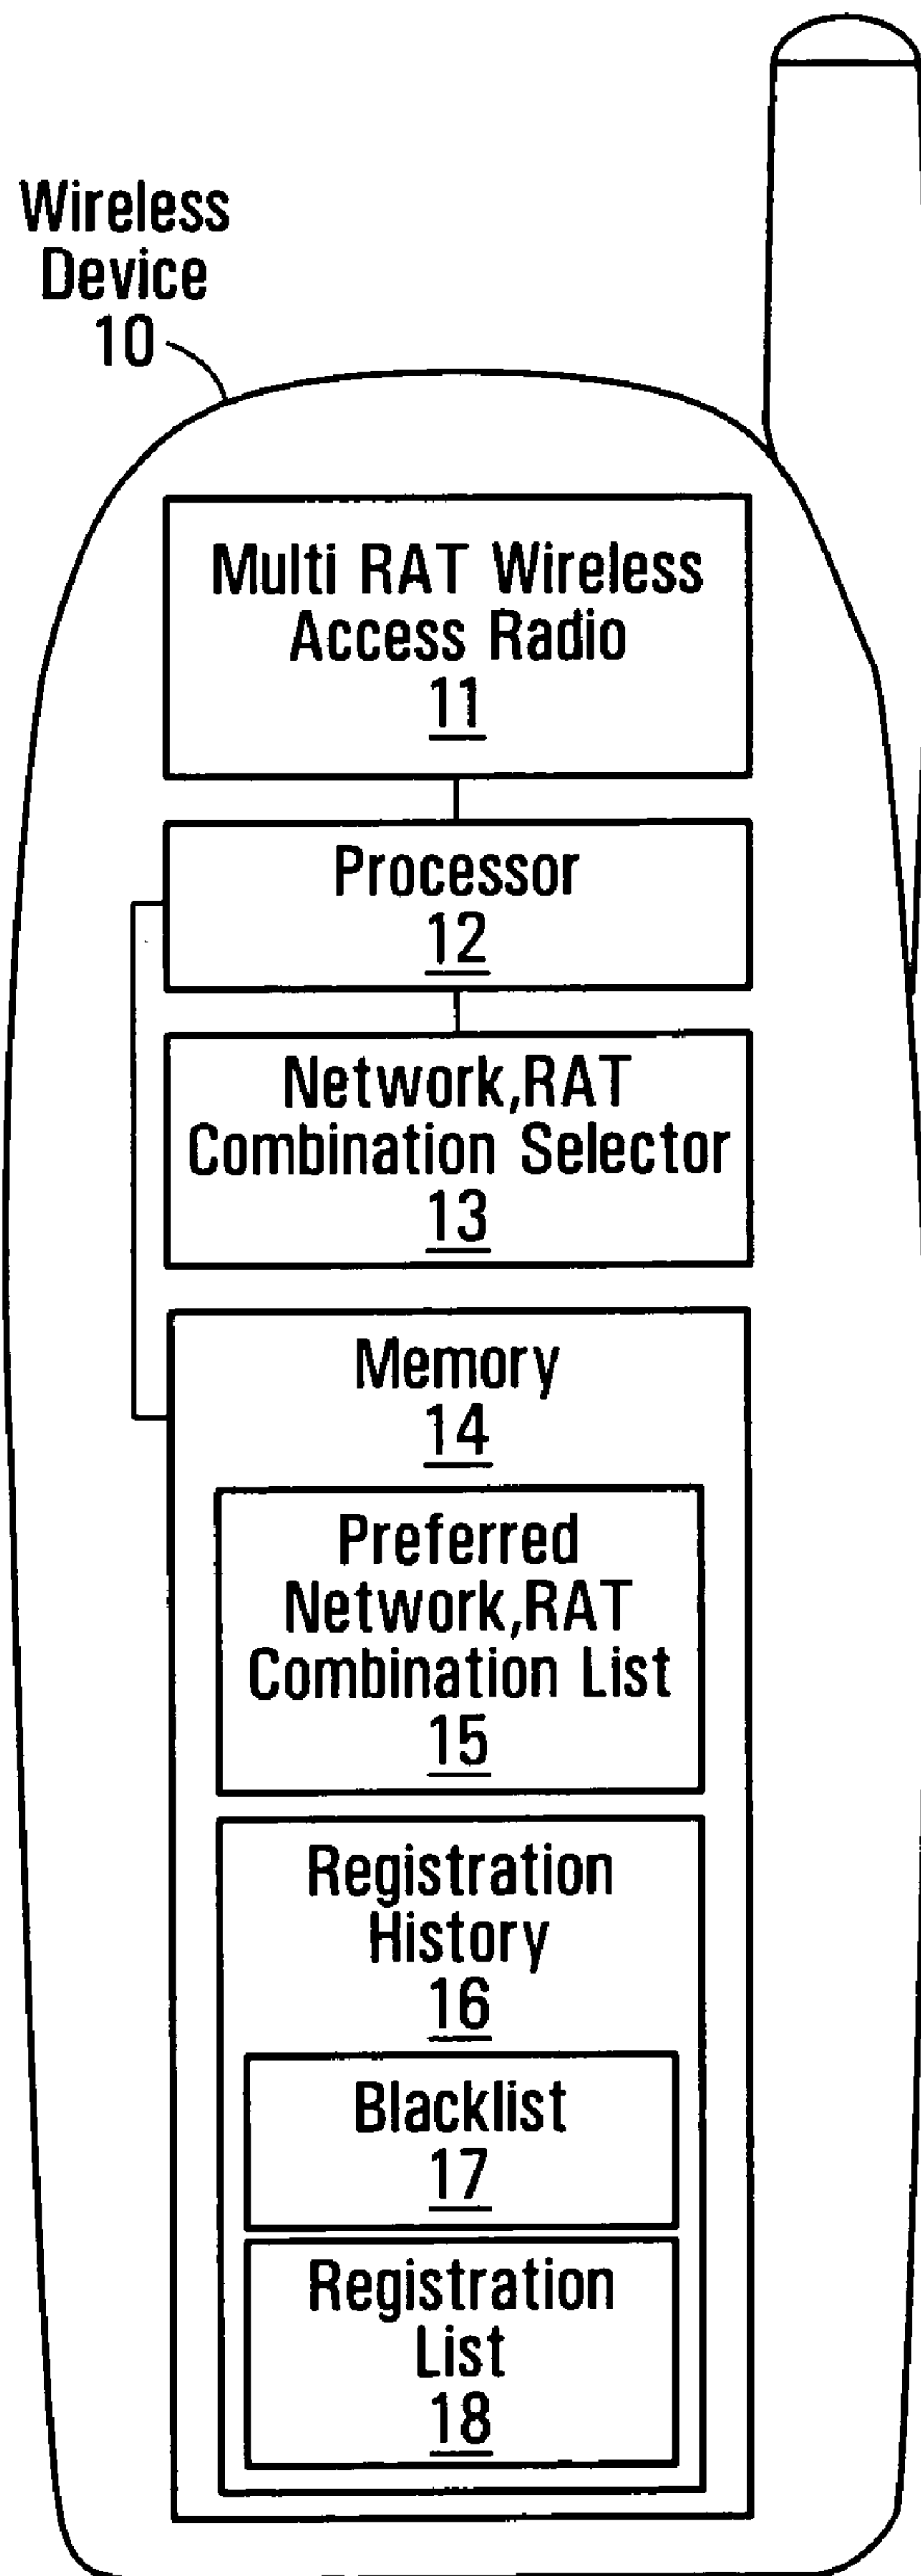 Wireless
Device
10
Multi RAT Wireless
Access Radio
11
Processor
12
Network,RAT
Combination Selector
13
Memory
14
Preferred
Network,RAT
Combination List
15
Registration
History
16
Blacklist
17
Registration
List
18